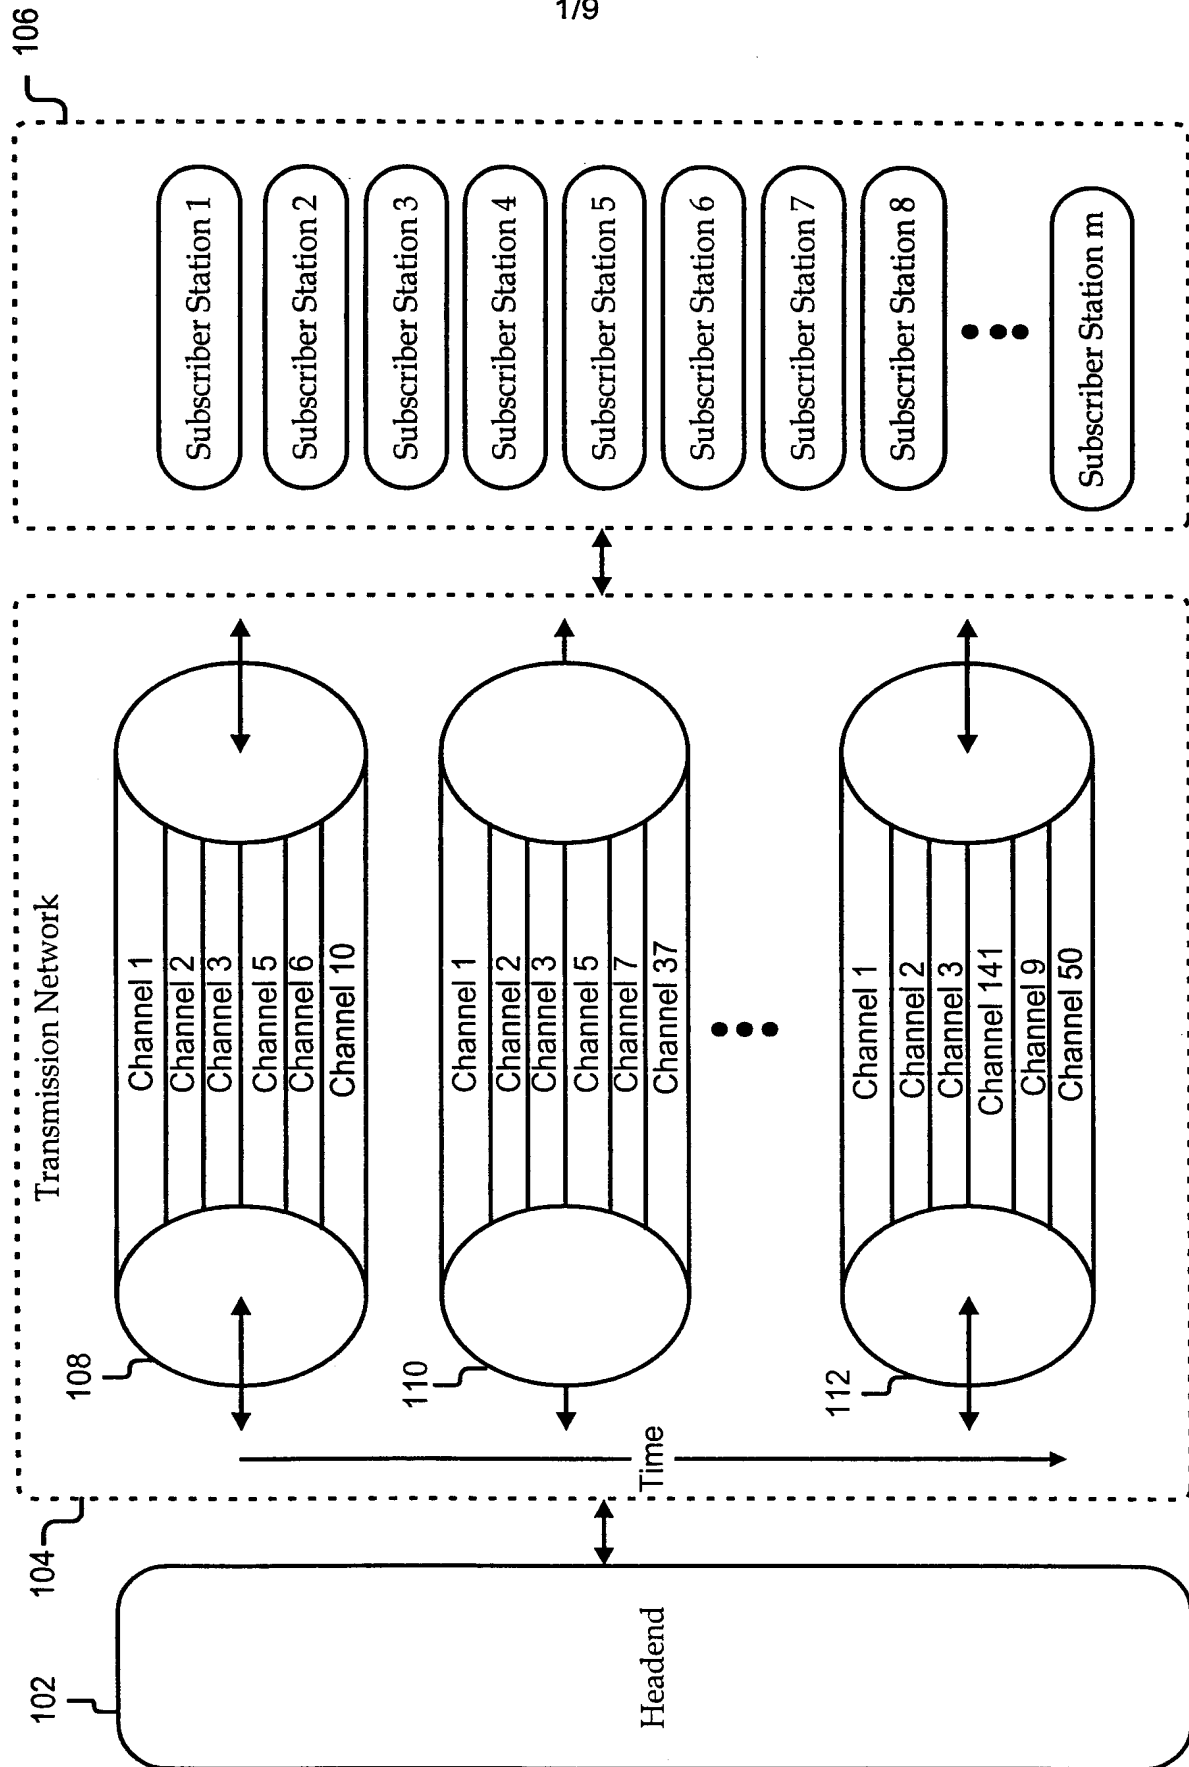 1/9
106
Subscriber Station 1
Subscriber Station 2
Subscriber Station 3
Subscriber Station 4
Subscriber Station 5
Subscriber Station 6
Subscriber Station 7
Subscriber Station 8
Subscriber Station m
Transmission Network
Channel 1
Channel 2
Channel 3
Channel 5
Channel 6
Channel 10
108
Channel 1
Channel 2
Channel 3
Channel 5
Channel 7
Channel 37
110
Channel 1
Channel 2
Channel 3
Channel 141
Channel 9
Channel 50
112
Time
104
102
Headend